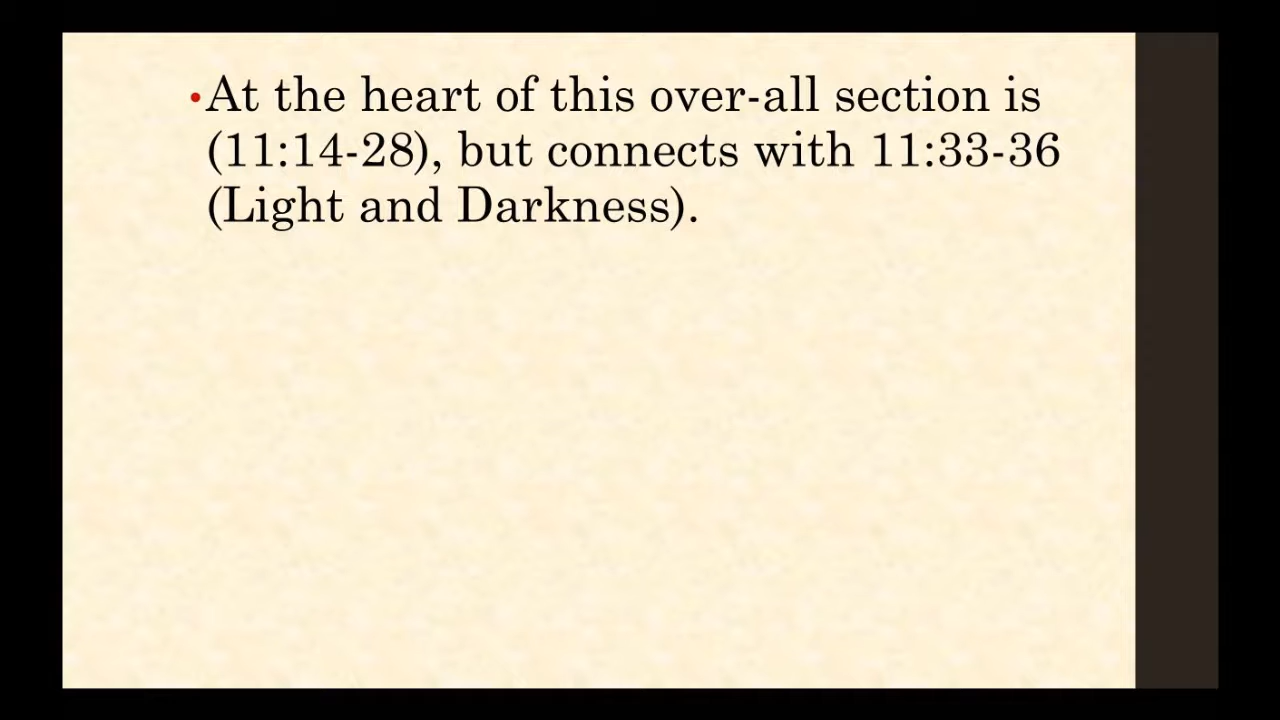 •At the heart of this over-all section is
(11:14-28), but connects with 11:33-36
(Light and Darkness).